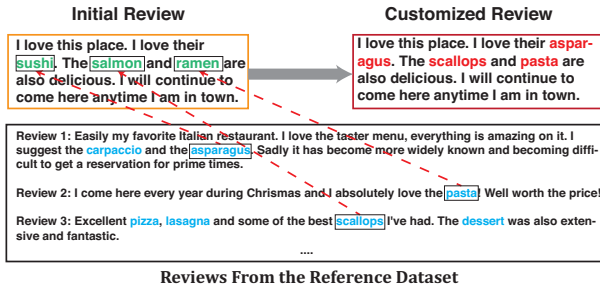 Initial Review
Customized Review
I love this place. I love their
sushi. The salmon and ramen are
also delicious. I will continue to
come here anytime I am in town.
I love this place. I love their aspar-
agus. The scallops and pasta are
also delicious. I will continue to
come here anytime I am in town.
Review 1: Easily my favorite Italian restaurant. I love the taster menu, everything is amazing on it. I
suggest the carpaccio and the asparagus. Sadly it has become more widely known and becoming diffi-
cult to get a reservation for prime times.
Review 2: I come here every year during Chrismas and I absolutely love the pasta! Well worth the price!
Review 3: Excellent pizza, lasagna and some of the best scallops I've had. The dessert was also exten-
sive and fantastic.
....
Reviews From the Reference Dataset